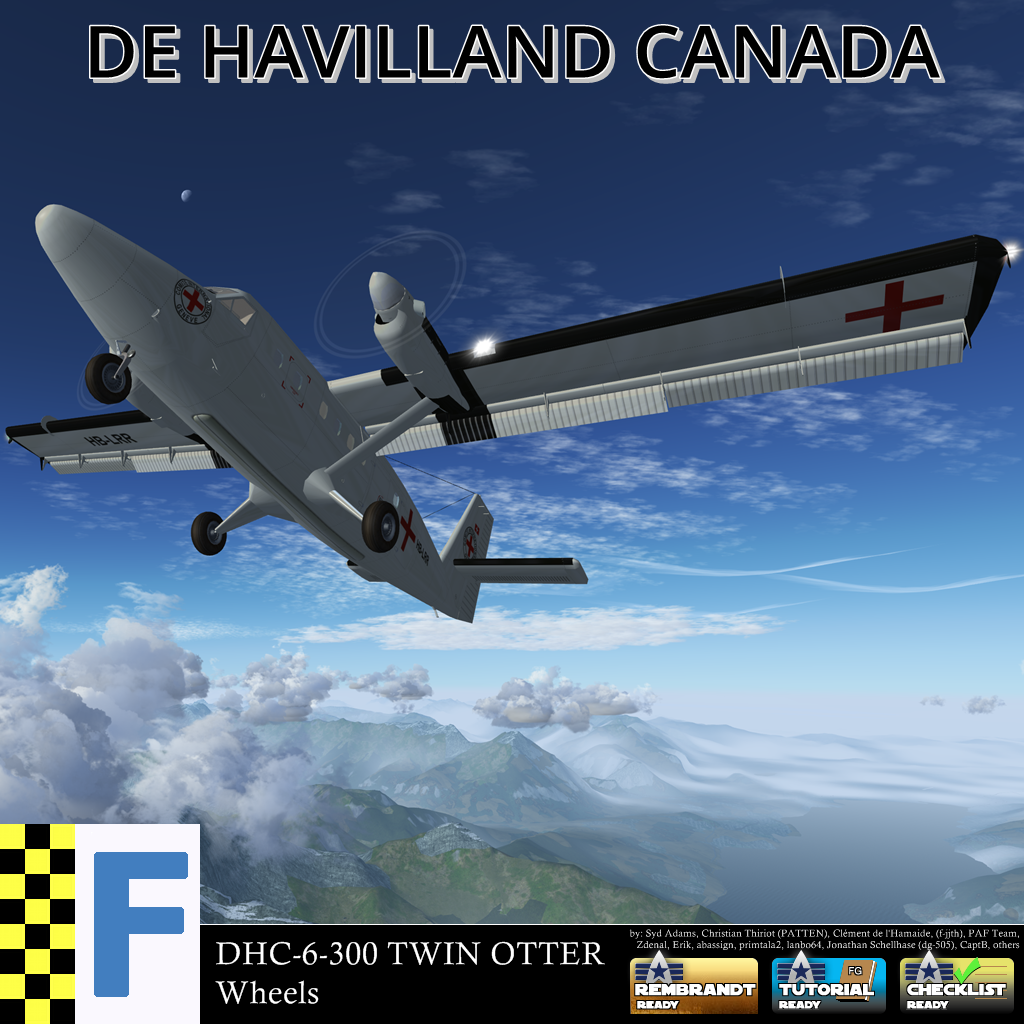 DE HAVILLAND CANADA
HB-LRR
HB-LRR
F
DHC-6-300 TWIN OTTER
Wheels
by: Syd Adams, Christian Thiriot (PATTEN), Clément de l'Hamaide, (f-jjth), PAF Team,
Zdenal, Erik, abassign, primtala2, lanbo64, Jonathan Schellhase (dg-505), CaptB, others
REMBRANDT
READY
FG
TUTORIAL
READY
CHECKLIST
READY